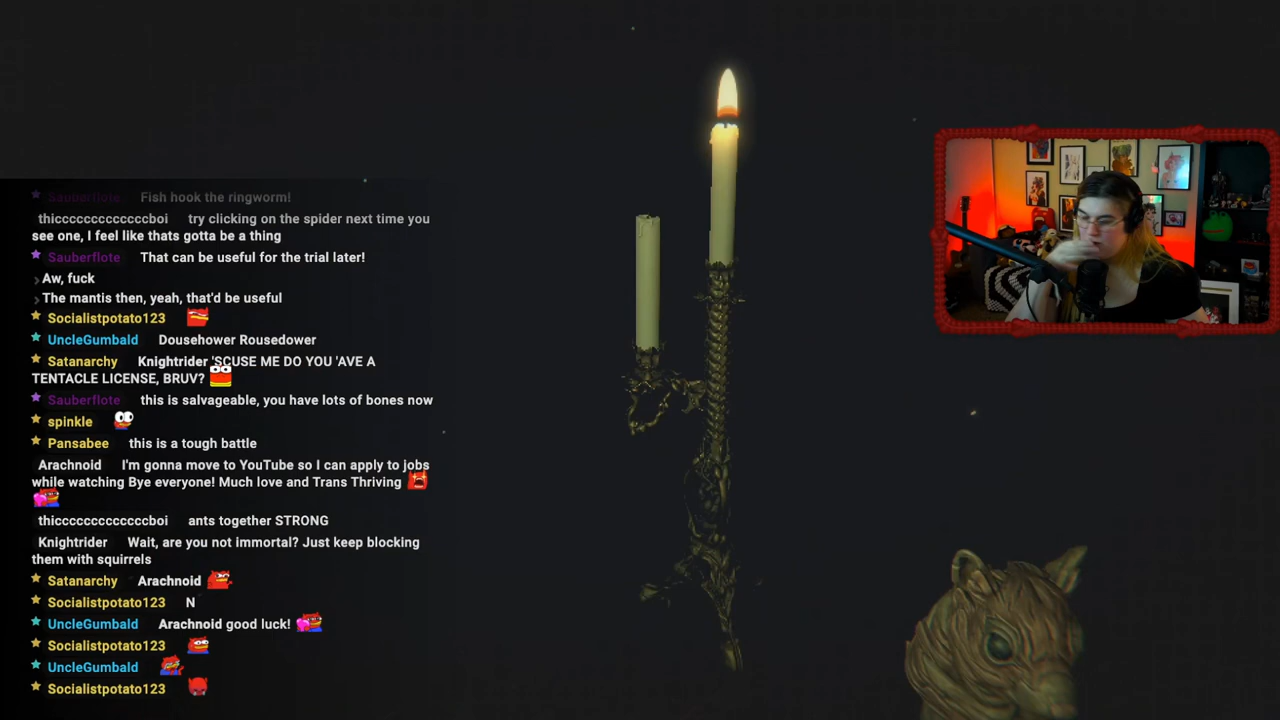 Sauberflote Fish hook the ringworm!
thiccccccccccccccboi try clicking on the spider next time you
see one, I feel like thats gotta be a thing
Sauberflote That can be useful for the trial later!
Aw, fuck
The mantis then, yeah, that'd be useful
Socialistpotato123
UncleGumbald Dousehower Rousedower
Satanarchy Knightrider 'SCUSE ME DO YOU 'AVE A
TENTACLE LICENSE, BRUV?
Sauberflote this is salvageable, you have lots of bones now
spinkle
Pansabee this is a tough battle
Arachnoid I'm gonna move to YouTube so I can apply to jobs
while watching Bye everyone! Much love and Trans Thriving
thiccccccccccccccboi ants together STRONG
Knightrider Wait, are you not immortal? Just keep blocking
them with squirrels
Satanarchy Arachnoid
Socialistpotato123 N
UncleGumbald Arachnoid good luck!
Socialistpotato123
UncleGumbald
Socialistpotato123